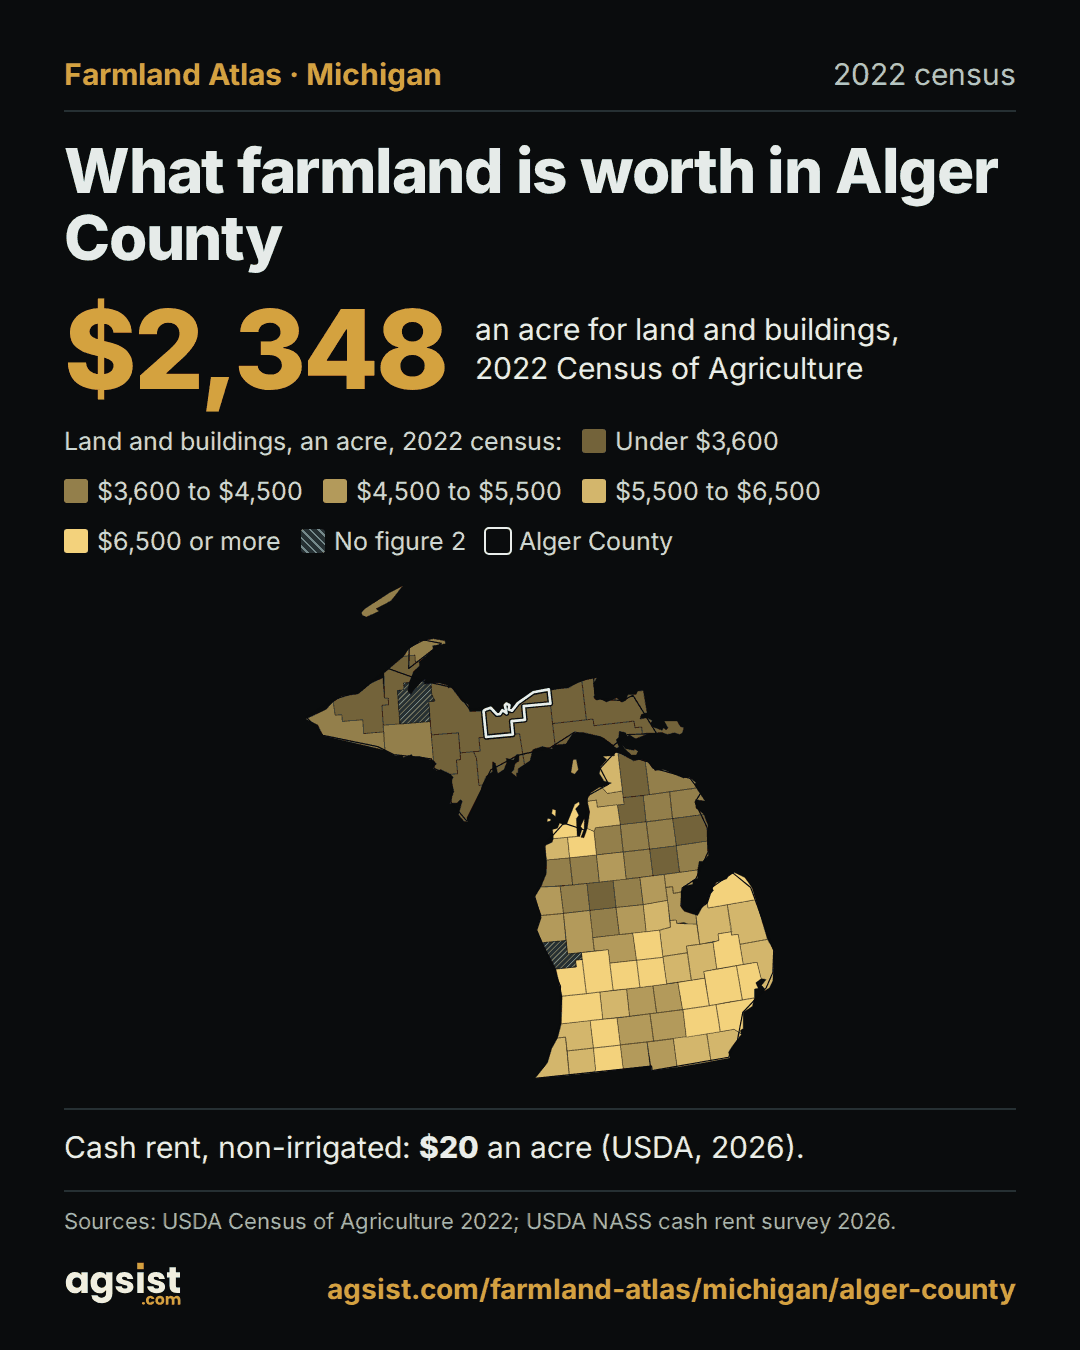 Farmland Atlas · Michigan
2022 census
What farmland is worth in Alger
County
$2,348
an acre for land and buildings,
2022 Census of Agriculture
Land and buildings, an acre, 2022 census: Under $3,600
$3,600 to $4,500 $4,500 to $5,500 $5,500 to $6,500
$6,500 or more No figure 2 Alger County
Cash rent, non-irrigated: $20 an acre (USDA, 2026).
Sources: USDA Census of Agriculture 2022; USDA NASS cash rent survey 2026.
agsist
.com
agsist.com/farmland-atlas/michigan/alger-county